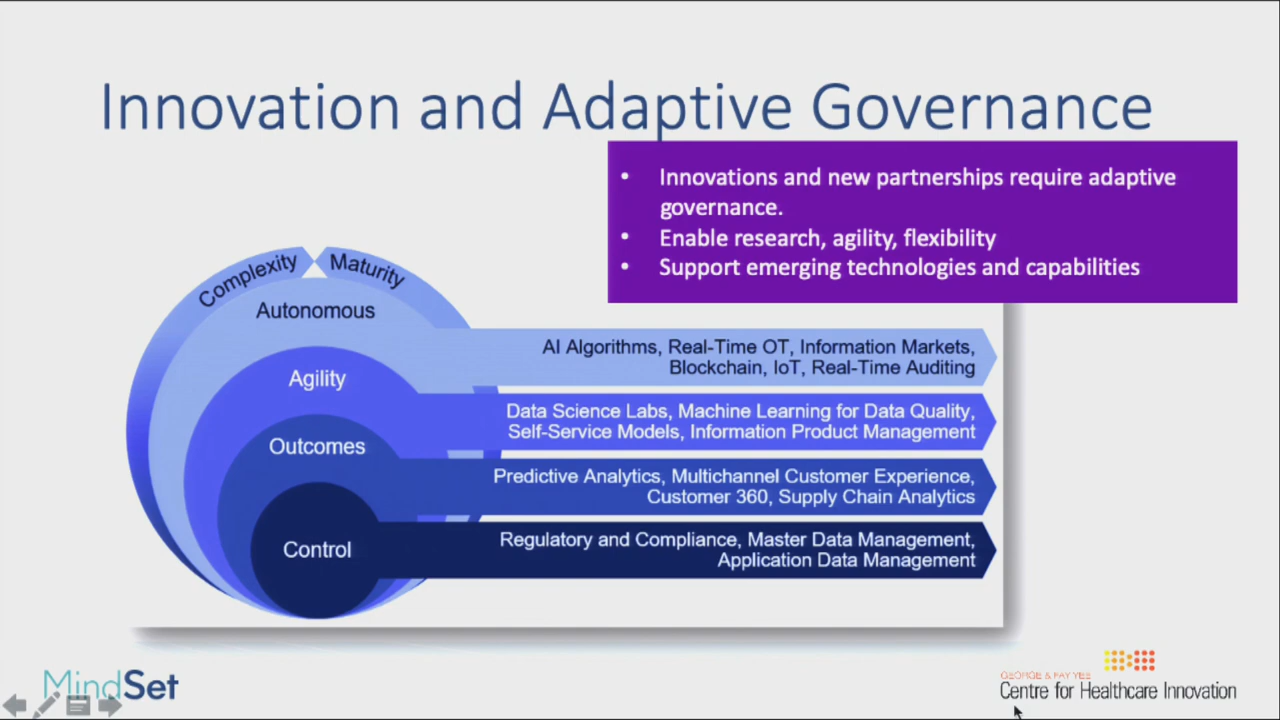 Innovation and Adaptive Governance
• Innovations and new partnerships require adaptive
governance.
• Enable research, agility, flexibility
• Support emerging technologies and capabilities
Complexity
Maturity
Autonomous
AI Algorithms, Real-Time OT, Information Markets,
Blockchain, IoT, Real-Time Auditing
Agility
Data Science Labs, Machine Learning for Data Quality,
Self-Service Models, Information Product Management
Outcomes
Predictive Analytics, Multichannel Customer Experience,
Customer 360, Supply Chain Analytics
Control
Regulatory and Compliance, Master Data Management,
Application Data Management
MindSet
GEORGE & FAY YEE
Centre for Healthcare Innovation